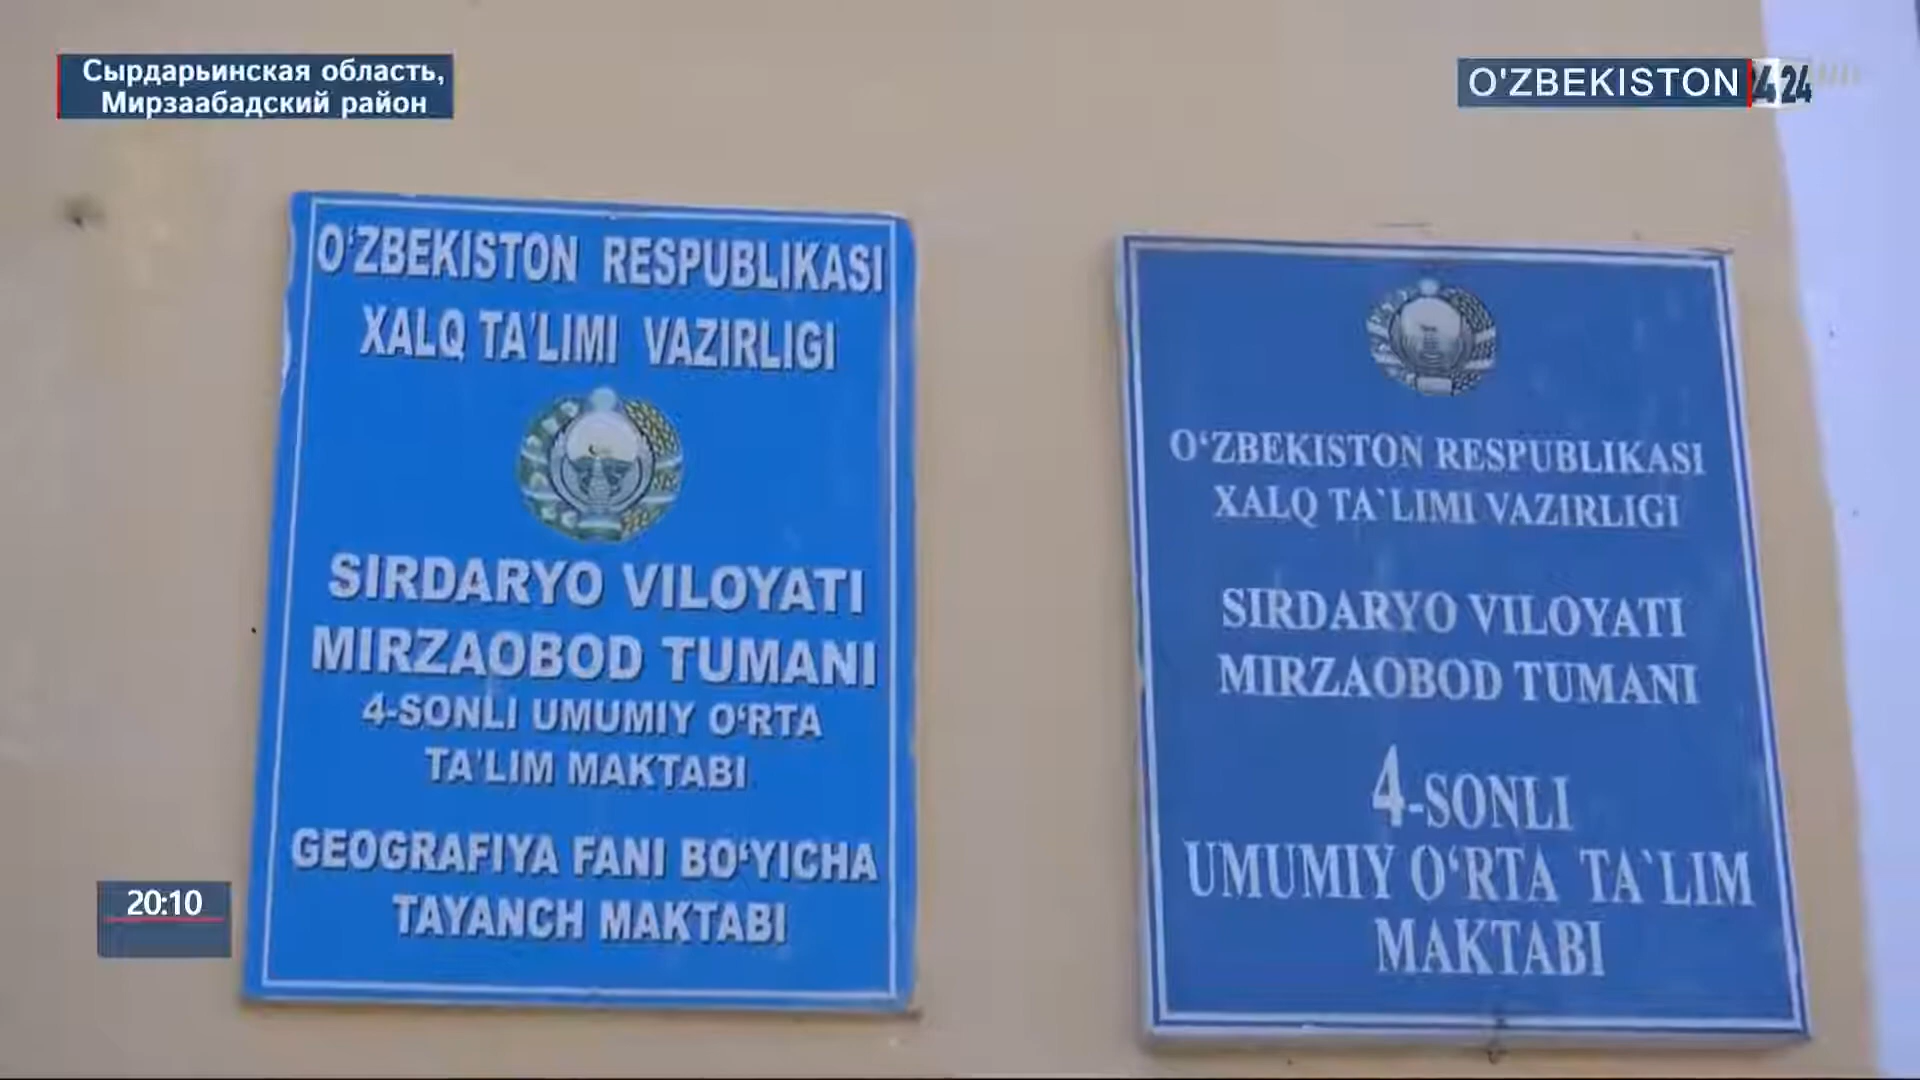 Сырдарьинская область,
Мирзаабадский район
O'ZBEKISTON 24
O‘ZBEKISTON RESPUBLIKASI
XALQ TA’LIMI VAZIRLIGI
SIRDARYO VILOYATI
MIRZAOBOD TUMANI
4-SONLI UMUMIY O‘RTA
TA’LIM MAKTABI
GEOGRAFIYA FANI BO‘YICHA
TAYANCH MAKTABI
O‘ZBEKISTON RESPUBLIKASI
XALQ TA`LIMI VAZIRLIGI
SIRDARYO VILOYATI
MIRZAOBOD TUMANI
4-SONLI
UMUMIY O‘RTA TA`LIM
MAKTABI
20:10